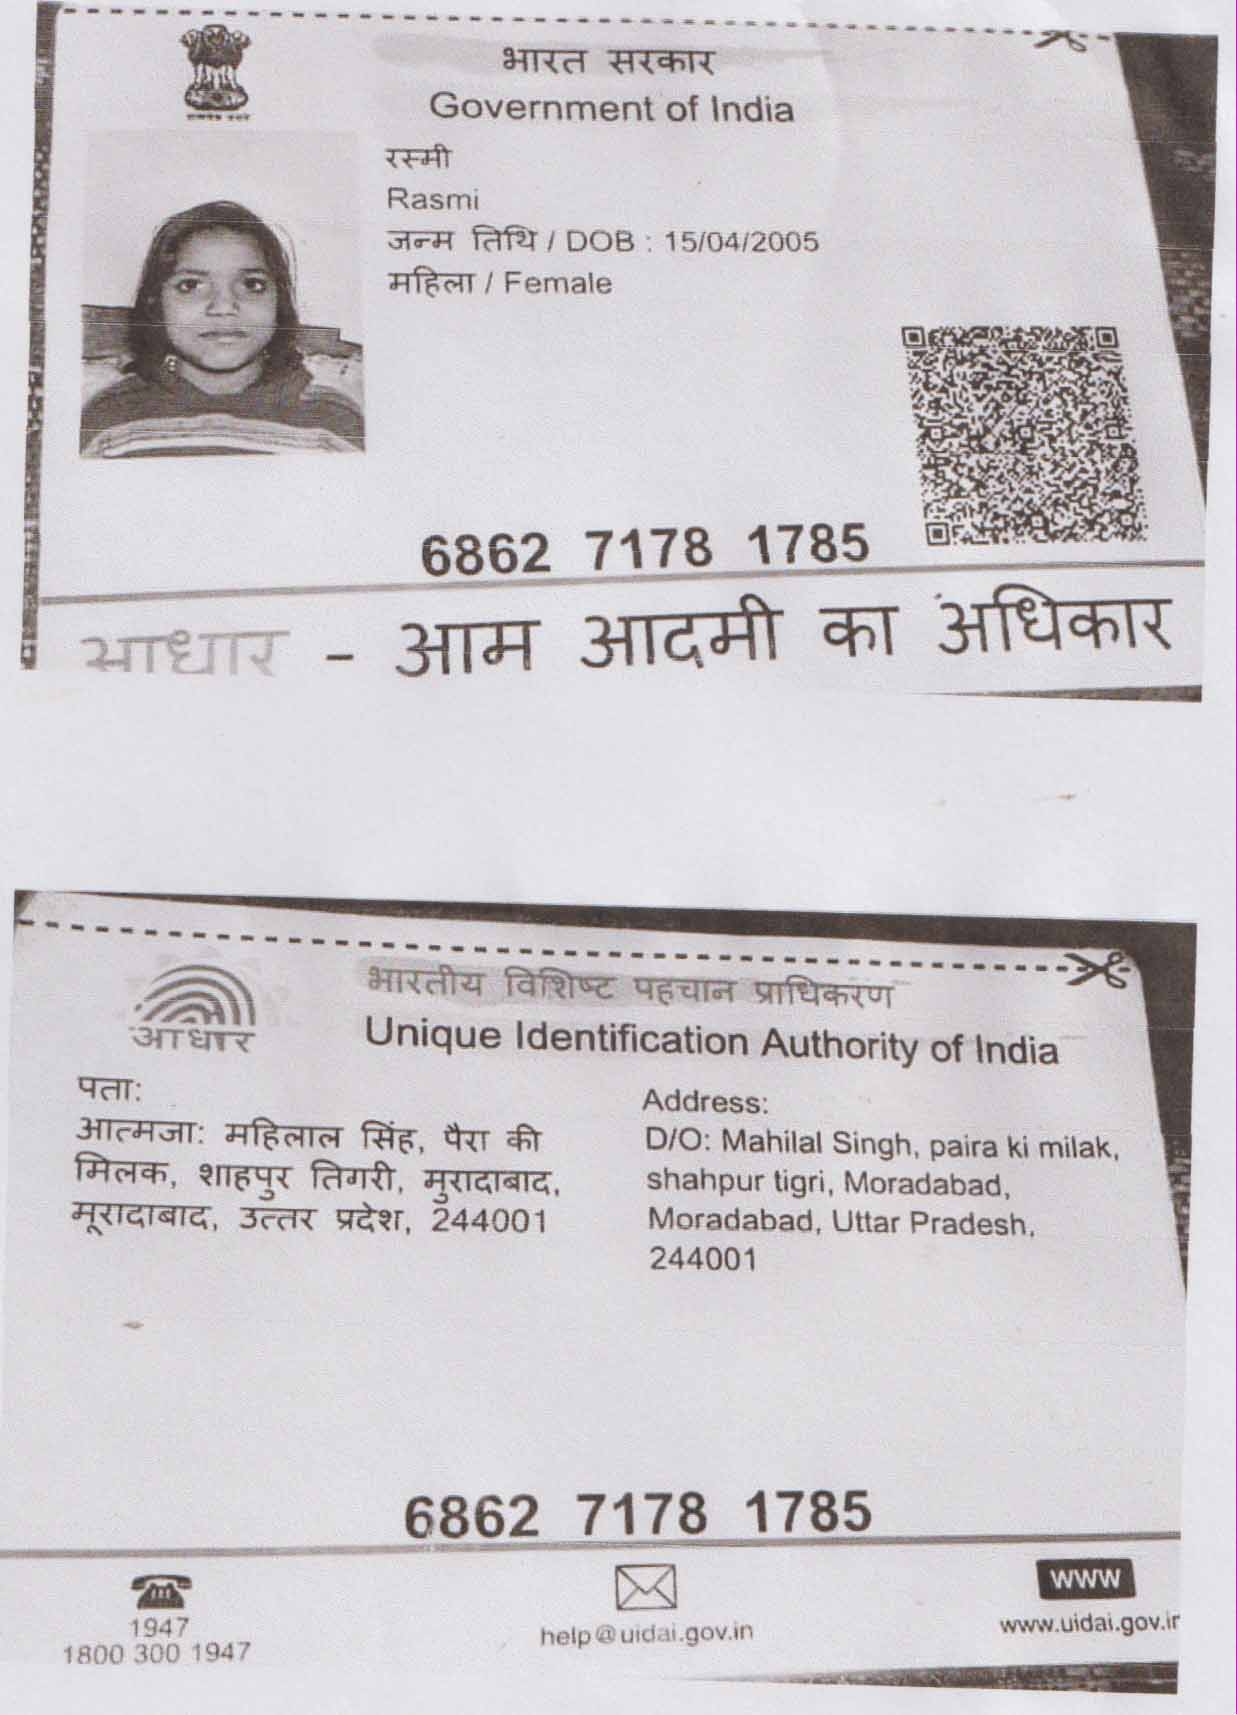 भारत सरकार
Government of India
रस्मी
Rasmi
जन्म तिथि / DOB : 15/04/2005
महिला / Female
6862 7178 1785
आधार - आम आदमी का अधिकार
भारतीय विशिष्ट पहचान प्राधिकरण
Unique Identification Authority of India
आधार
पता:
आत्मजा: महिलाल सिंह, पैरा की
मिलक, शाहपुर तिगरी, मुरादाबाद,
मूरादाबाद, उत्तर प्रदेश, 244001
Address:
D/O: Mahilal Singh, paira ki milak,
shahpur tigri, Moradabad,
Moradabad, Uttar Pradesh,
244001
6862 7178 1785
1947
1800 300 1947
help@uidai.gov.in
www
www.uidai.gov.in